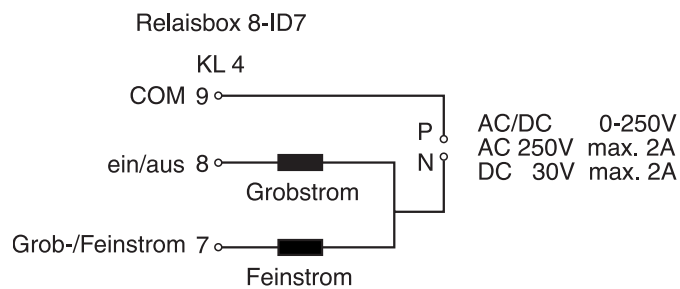 Relaisbox 8-ID7
KL 4
COM 9
P AC/DC 0-250V
AC 250V max. 2A
N DC 30V max. 2A
ein/aus 8
Grobstrom
Grob-/Feinstrom 7
Feinstrom